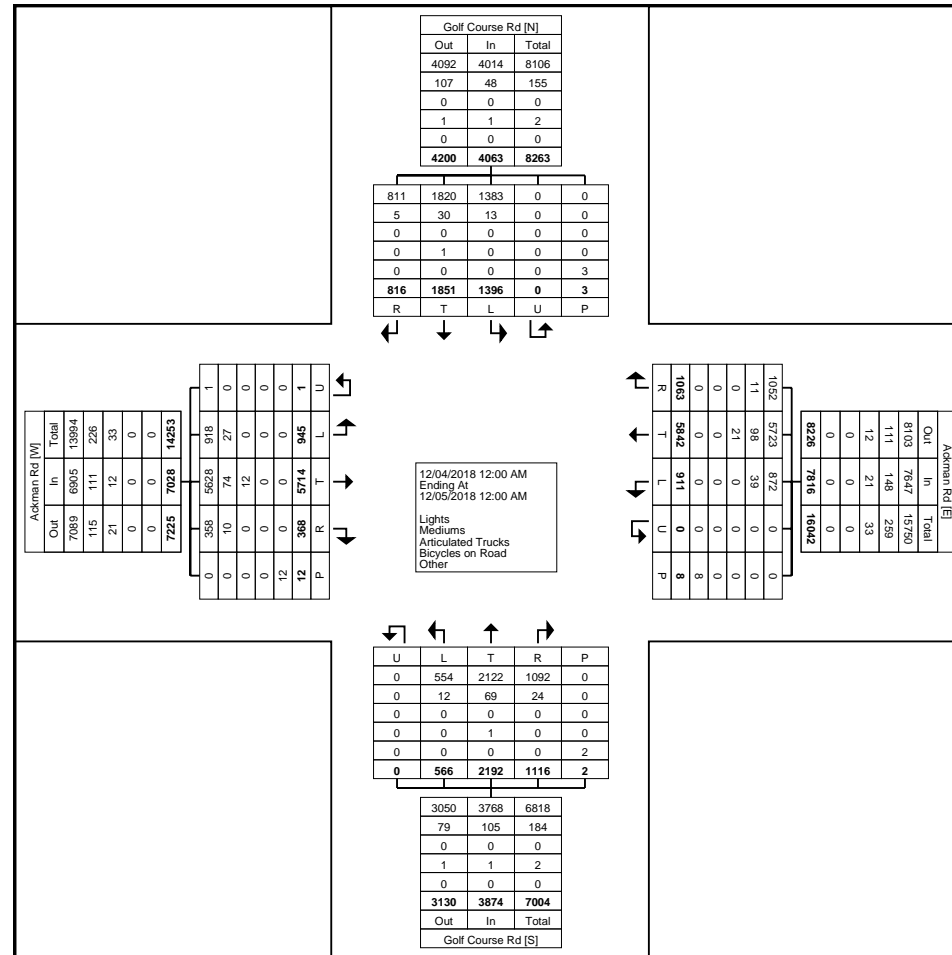 Golf Course Rd [N]
Out In Total
4092 4014 8106
107 48 155
0 0 0
1 1 2
0 0 0
4200 4063 8263
811 1820 1383 0 0
5 30 13 0 0
0 0 0 0 0
0 1 0 0 0
0 0 0 0 3
816 1851 1396 0 3
R T L U P
Ackman Rd [W]
Total In Out
13994 6905 7089
226 111 115
33 12 21
0 0 0
0 0 0
14253 7028 7225
1 918 5628 358 0
0 27 74 10 0
0 0 12 0 0
0 0 0 0 0
0 0 0 0 12
1 945 5714 368 12
U L T R P
12/04/2018 12:00 AM
Ending At
12/05/2018 12:00 AM
Lights
Mediums
Articulated Trucks
Bicycles on Road
Other
Ackman Rd [E]
Out In Total
8103 7647 15750
111 148 259
12 21 33
0 0 0
0 0 0
8226 7816 16042
1052 5723 872 0 0
11 98 39 0 0
0 21 0 0 0
0 0 0 0 0
0 0 0 0 8
1063 5842 911 0 8
R T L U P
U L T R P
0 554 2122 1092 0
0 12 69 24 0
0 0 0 0 0
0 0 1 0 0
0 0 0 0 2
0 566 2192 1116 2
3050 3768 6818
79 105 184
0 0 0
1 1 2
0 0 0
3130 3874 7004
Out In Total
Golf Course Rd [S]